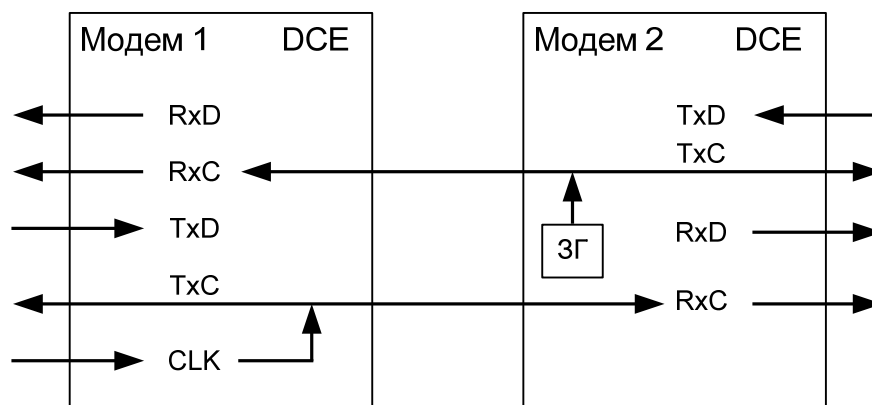 Модем 1 DCE
RxD
RxC
TxD
TxC
CLK
Модем 2 DCE
TxD
TxC
ЗГ
RxD
RxC